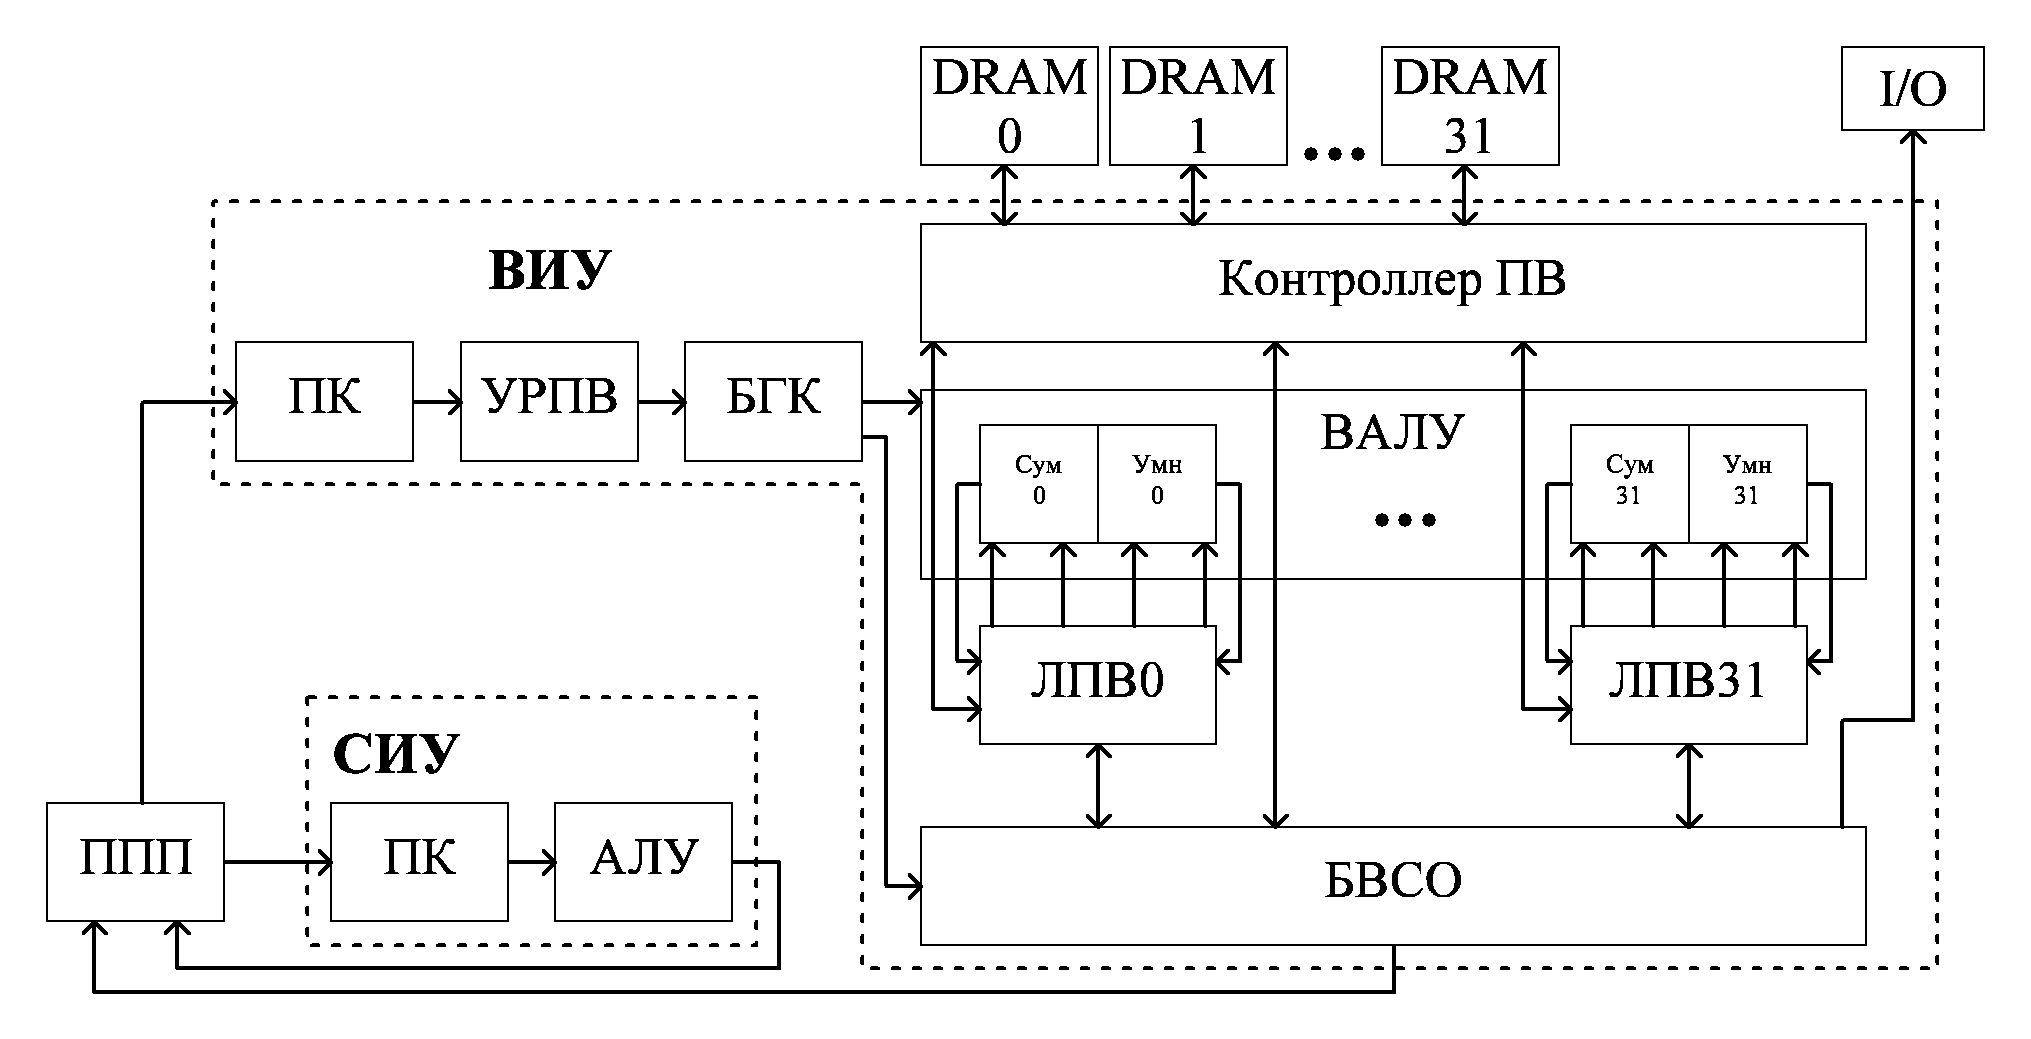 DRAM
0
DRAM
1
...
DRAM
31
I/O
ВИУ
Контроллер ПВ
ПК
УРПВ
БГК
ВАЛУ
Сум
0
Умн
0
...
Сум
31
Умн
31
ЛПВ0
ЛПВ31
СИУ
ППП
ПК
АЛУ
БВСО